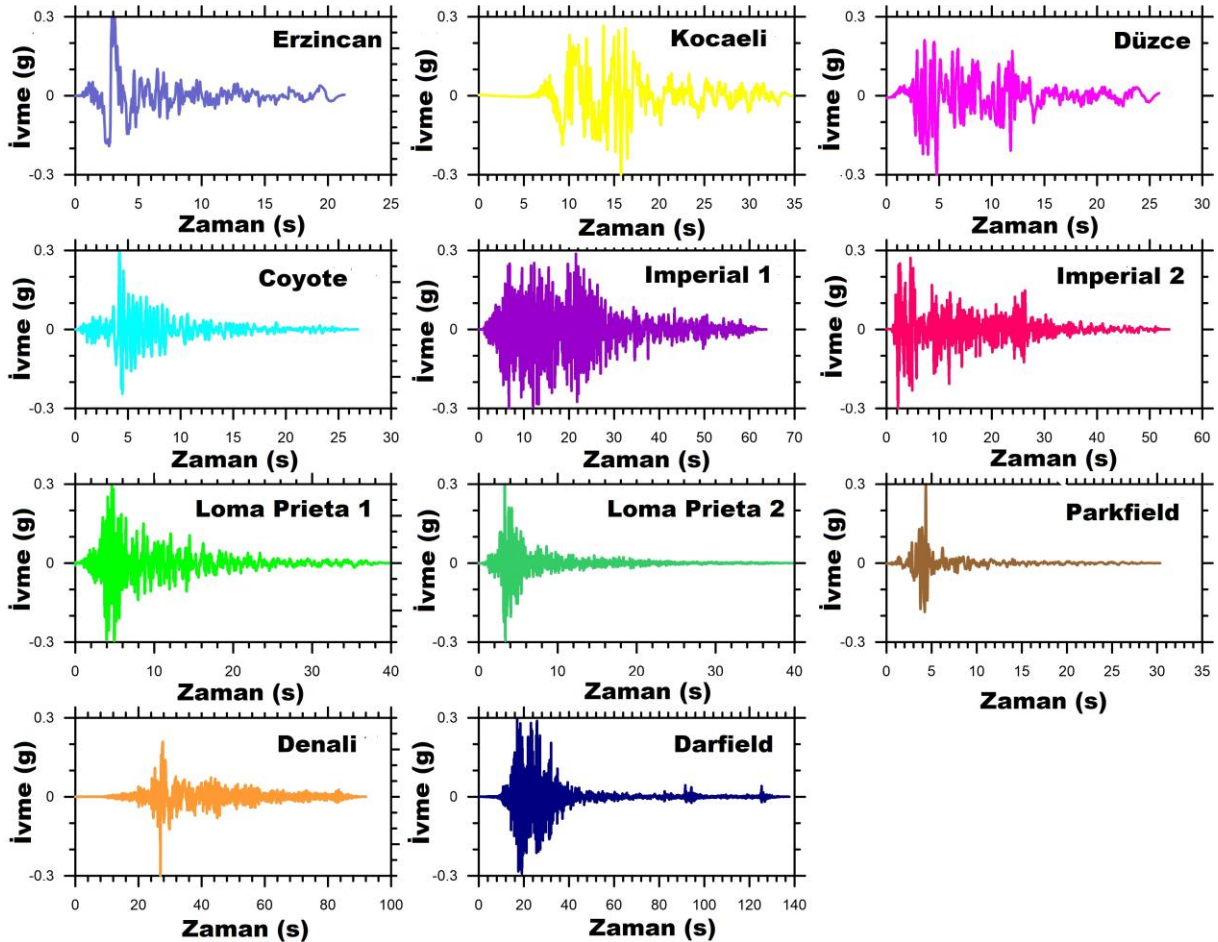 0.3
0
-0.3
İvme (g)
Erzincan
0 5 10 15 20 25
Zaman (s)
0.3
0
-0.3
İvme (g)
Kocaeli
0 5 10 15 20 25 30 35
Zaman (s)
0.3
0
-0.3
İvme (g)
Düzce
0 5 10 15 20 25 30
Zaman (s)
0.3
0
-0.3
İvme (g)
Coyote
0 5 10 15 20 25 30
Zaman (s)
0.3
0
-0.3
İvme (g)
Imperial 1
0 10 20 30 40 50 60 70
Zaman (s)
0.3
0
-0.3
İvme (g)
Imperial 2
0 10 20 30 40 50 60
Zaman (s)
0.3
0
-0.3
İvme (g)
Loma Prieta 1
0 10 20 30 40
Zaman (s)
0.3
0
-0.3
İvme (g)
Loma Prieta 2
0 10 20 30 40
Zaman (s)
0.3
0
-0.3
İvme (g)
Parkfield
0 5 10 15 20 25 30 35
Zaman (s)
0.3
0
-0.3
İvme (g)
Denali
0 20 40 60 80 100
Zaman (s)
0.3
0
-0.3
İvme (g)
Darfield
0 20 40 60 80 100 120 140
Zaman (s)